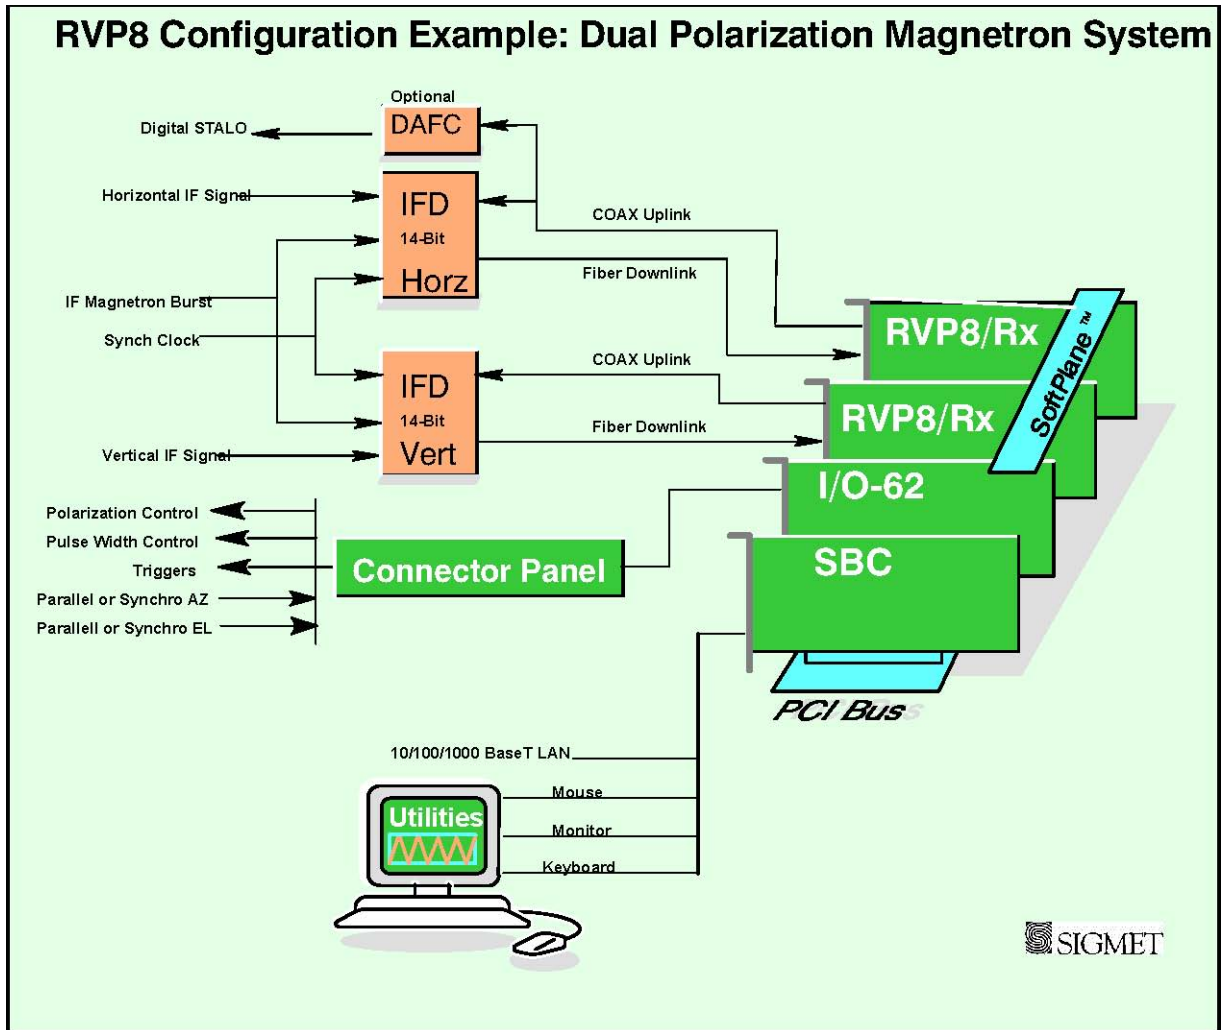 RVP8 Configuration Example: Dual Polarization Magnetron System
Optional
DAFC
Digital STALO
Horizontal IF Signal
IFD
14-Bit
Horz
COAX Uplink
Fiber Downlink
IF Magnetron Burst
Synch Clock
IFD
14-Bit
Vert
COAX Uplink
Fiber Downlink
Vertical IF Signal
RVP8/Rx
SoftPlane ™
RVP8/Rx
I/O-62
SBC
PCI Bus
Polarization Control
Pulse Width Control
Triggers
Parallel or Synchro AZ
Parallell or Synchro EL
Connector Panel
10/100/1000 BaseT LAN
Mouse
Monitor
Keyboard
Utilities
SIGMET